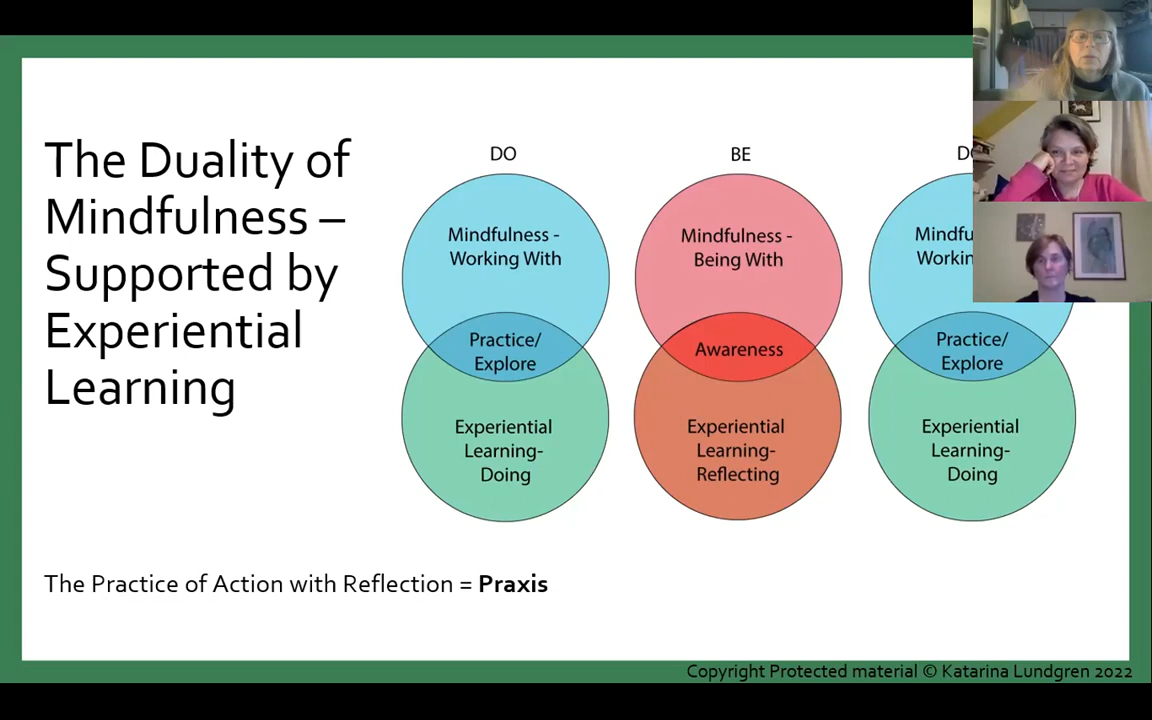 The Duality of
Mindfulness –
Supported by
Experiential
Learning
DO
Mindfulness -
Working With
Practice/
Explore
Experiential
Learning-
Doing
BE
Mindfulness -
Being With
Awareness
Experiential
Learning-
Reflecting
Practice/
Explore
Experiential
Learning-
Doing
The Practice of Action with Reflection = Praxis
Copyright Protected material © Katarina Lundgren 2022